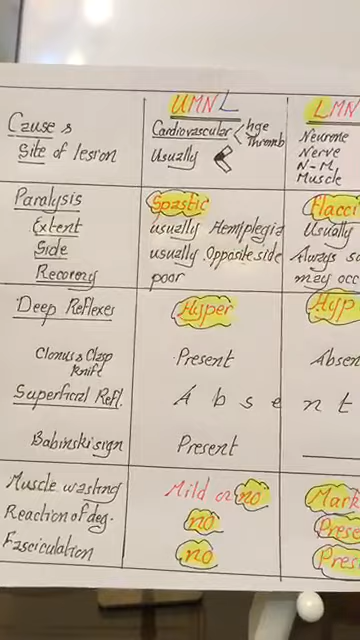 UMNL LMN
Cause s Cardiovascular hge Neurone
Thromb
Site of lesion Usually Nerve
N-M
Muscle
Paralysis Spastic Flacci
Extent usually Hemiplegia Usually
Side usually Opposite side Always sa
Recovery poor may occ
Deep Reflexes Hyper Hyp
Clonus & Clasp Present Absen
Knife
Superficial Refl. A b s e n t
Babinski sign Present
Muscle wasting Mild or no Mark
Reaction of deg. no Prese
Fasciculation no Pres